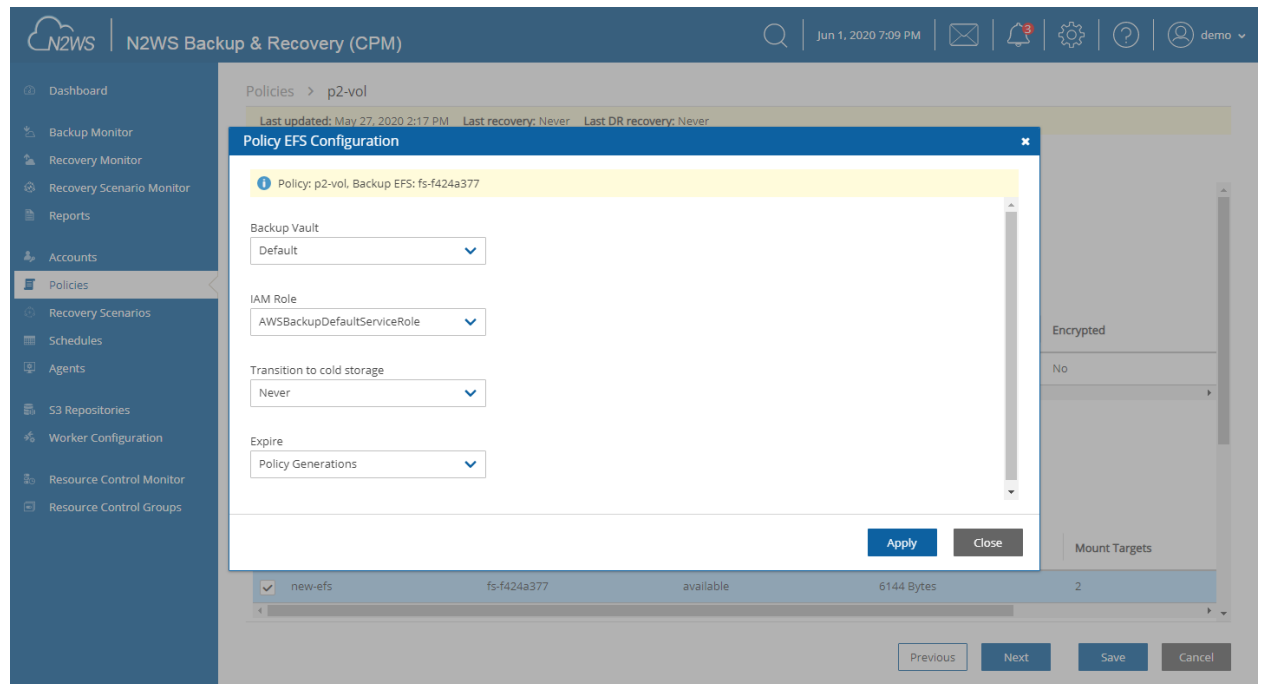 N2WS N2WS Backup & Recovery (CPM) Jun 1, 2020 7:09 PM 3 ? demo
Dashboard
Backup Monitor
Recovery Monitor
Recovery Scenario Monitor
Reports
Accounts
Policies
Recovery Scenarios
Schedules
Agents
S3 Repositories
Worker Configuration
Resource Control Monitor
Resource Control Groups
Policies > p2-vol
Last updated: May 27, 2020 2:17 PM Last recovery: Never Last DR recovery: Never
Policy EFS Configuration
Policy: p2-vol, Backup EFS: fs-f424a377
Backup Vault
Default
IAM Role
AWSBackupDefaultServiceRole
Transition to cold storage
Never
Expire
Policy Generations
Apply Close
Encrypted
No
Mount Targets
new-efs fs-f424a377 available 6144 Bytes 2
Previous Next Save Cancel